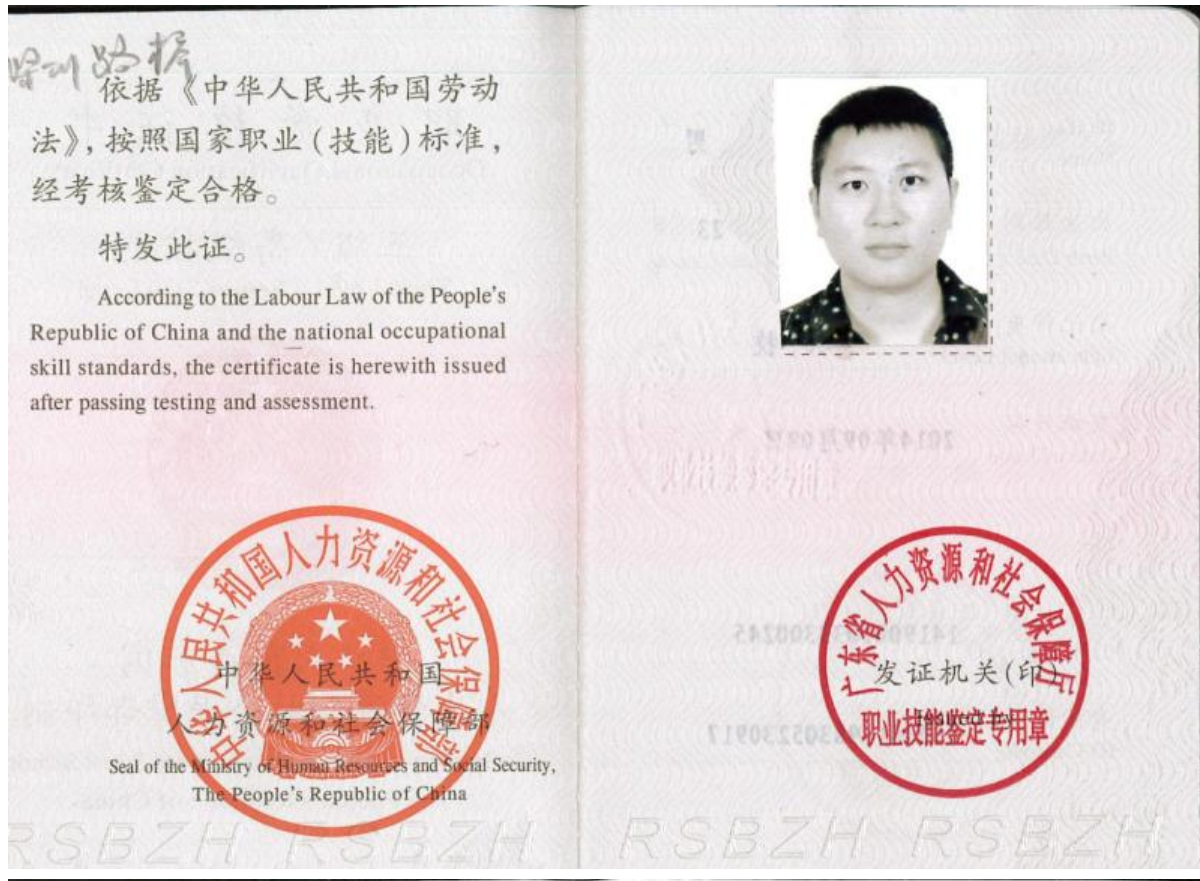 路桥
依据《中华人民共和国劳动
法》,按照国家职业(技能)标准,
经考核鉴定合格。
特发此证。
According to the Labour Law of the People's
Republic of China and the national occupational
skill standards, the certificate is herewith issued
after passing testing and assessment.
中华人民共和国人力资源和社会保障部
中华人民共和国
人力资源和社会保障部
Seal of the Ministry of Human Resources and Social Security,
The People's Republic of China
RSBZH RSBZH
广东省人力资源和社会保障厅
发证机关(印)
Issued by
职业技能鉴定专用章
RSBZH RSBZH